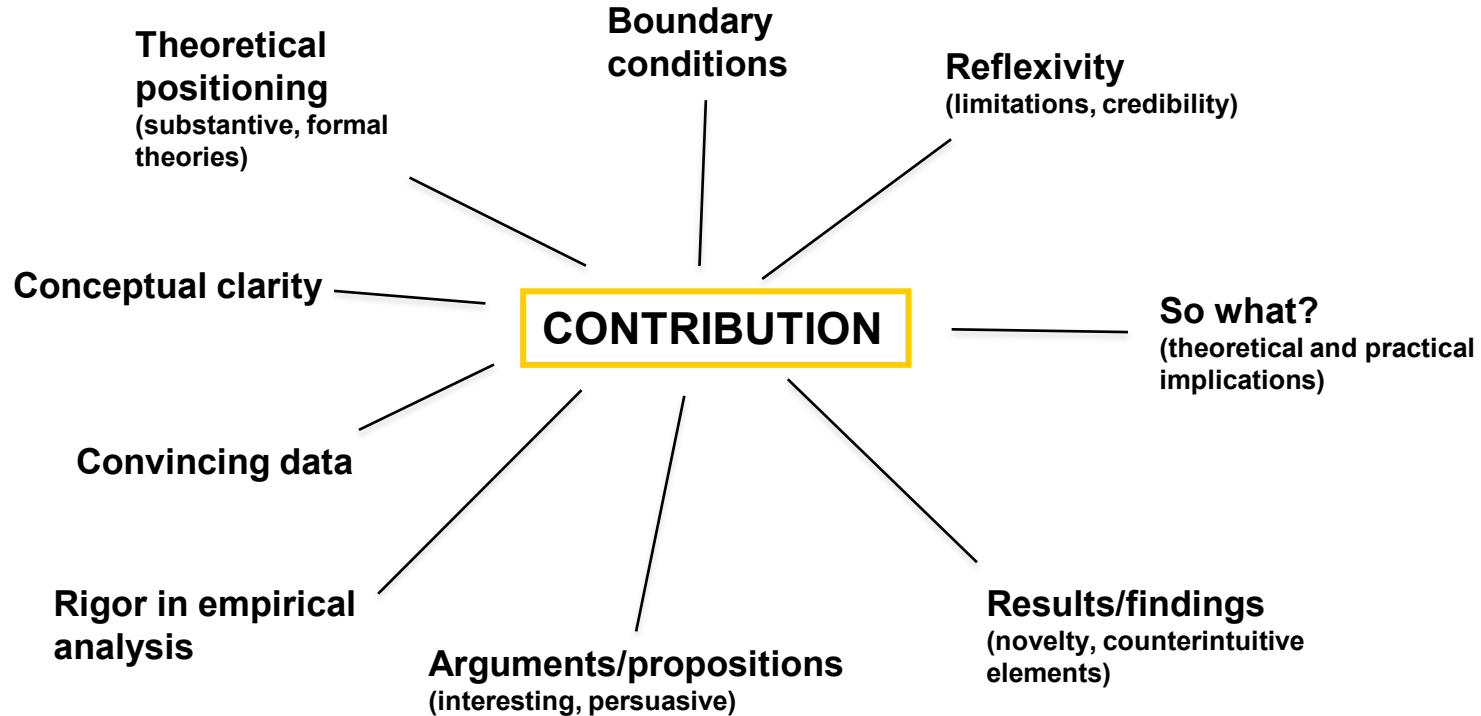 Theoretical
positioning
(substantive, formal
theories)
Boundary
conditions
Reflexivity
(limitations, credibility)
Conceptual clarity
CONTRIBUTION
So what?
(theoretical and practical
implications)
Convincing data
Rigor in empirical
analysis
Arguments/propositions
(interesting, persuasive)
Results/findings
(novelty, counterintuitive
elements)